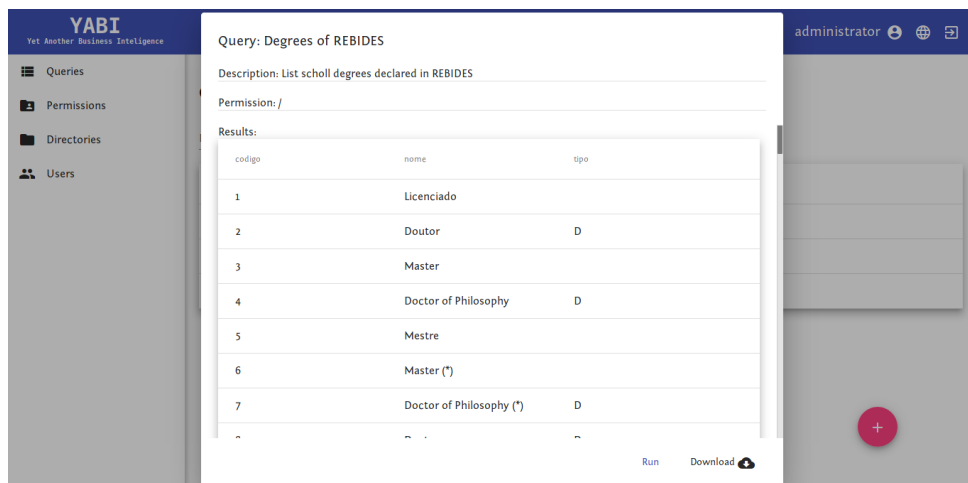 YABI
Yet Another Business Inteligence
administrator
Queries
Permissions
Directories
Users
Query: Degrees of REBIDES
Description: List scholl degrees declared in REBIDES
Permission: /
Results:
codigo nome tipo
1 Licenciado
2 Doutor D
3 Master
4 Doctor of Philosophy D
5 Mestre
6 Master (*)
7 Doctor of Philosophy (*) D
Run Download